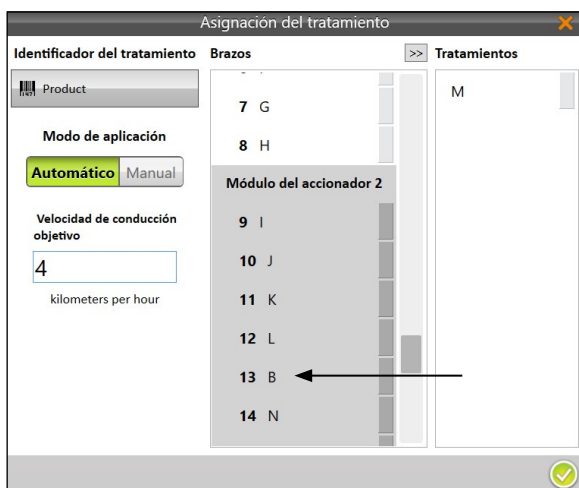 Asignación del tratamiento
Identificador del tratamiento
Product
Modo de aplicación
Automático Manual
Velocidad de conducción
objetivo
4
kilometers per hour
Brazos >>
7 G
8 H
Módulo del accionador 2
9 I
10 J
11 K
12 L
13 B
14 N
Tratamientos
M